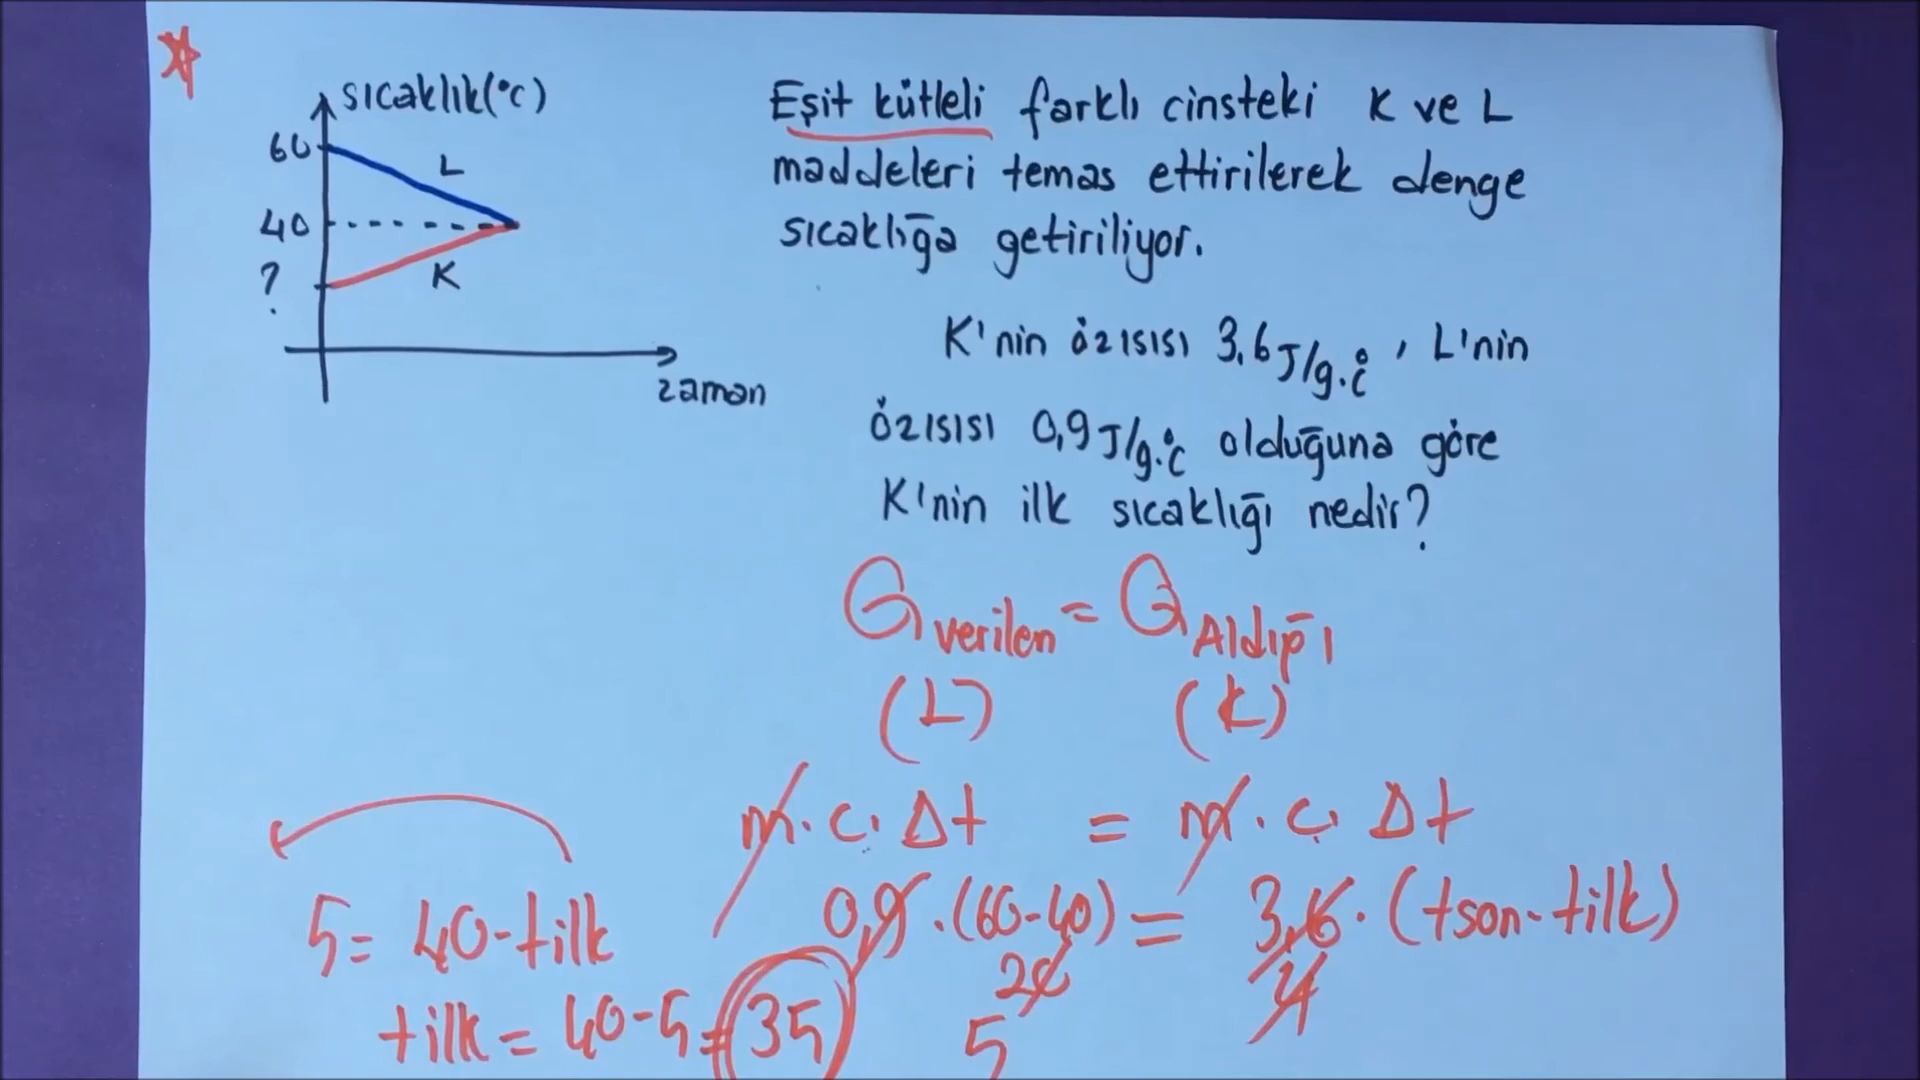 sıcaklık(°C)
60
L
40
?
K
zaman
Eşit kütleli farklı cinsteki K ve L
maddeleri temas ettirilerek denge
sıcaklığa getiriliyor.
K'nin özısısı 3,6 J/g.°C, L'nin
özısısı 0,9 J/g.°C olduğuna göre
K'nin ilk sıcaklığı nedir?
Qverilen = QAldığı
(L) (K)
m.c.Δt = m.c.Δt
0,9.(60-40) = 3,6.(tson-tilk)
20 4
5
5 = 40-tilk
tilk = 40-5 = 35